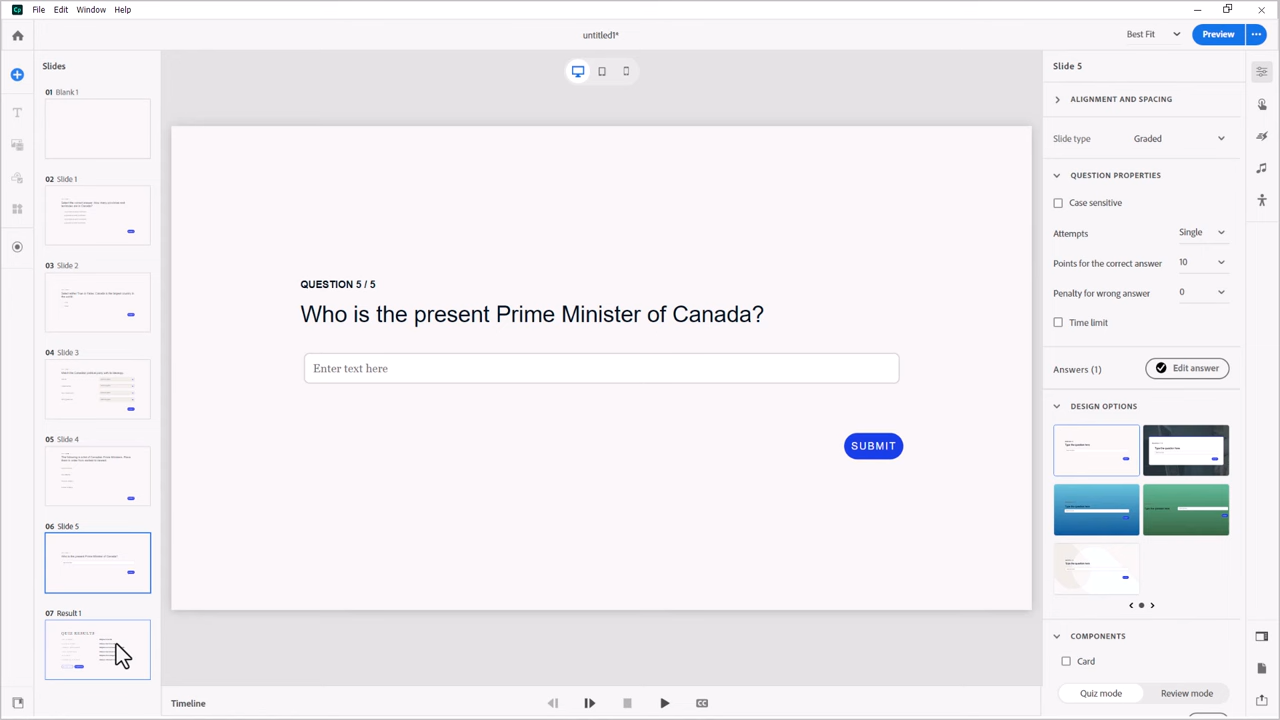 Cp File Edit Window Help
untitled1*
Best Fit
Preview
Slides
01 Blank 1
02 Slide 1
03 Slide 2
04 Slide 3
05 Slide 4
06 Slide 5
07 Result 1
QUIZ RESULTS
QUESTION 5 / 5
Who is the present Prime Minister of Canada?
Enter text here
SUBMIT
Timeline
CC
Slide 5
ALIGNMENT AND SPACING
Slide type Graded
QUESTION PROPERTIES
Case sensitive
Attempts Single
Points for the correct answer 10
Penalty for wrong answer 0
Time limit
Answers (1) Edit answer
DESIGN OPTIONS
COMPONENTS
Card
Quiz mode Review mode